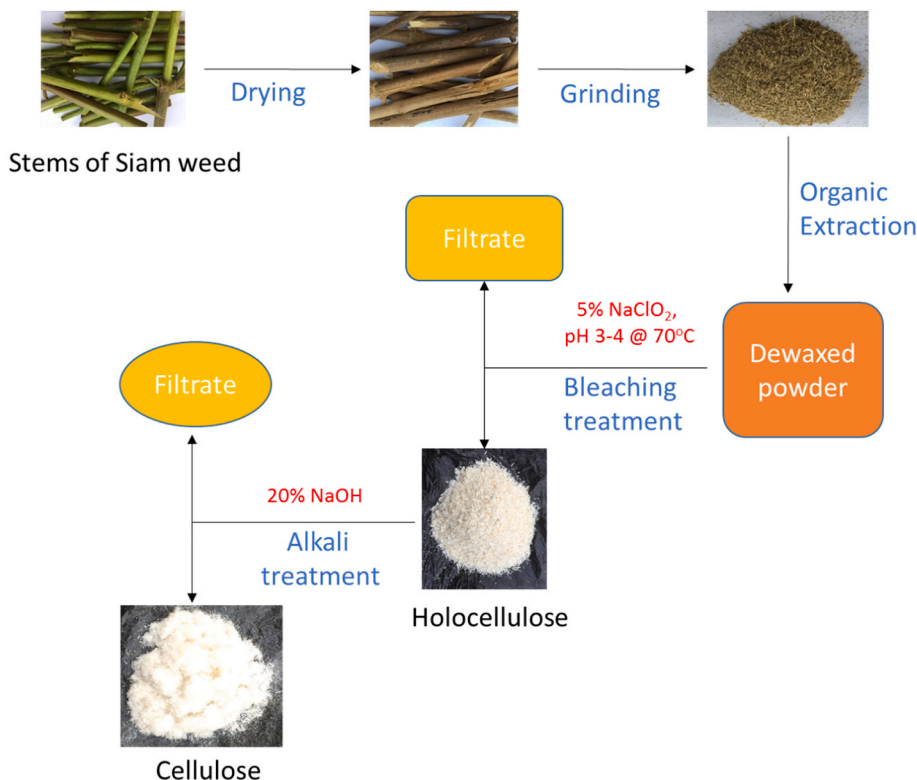 Drying
Grinding
Stems of Siam weed
Organic
Extraction
Filtrate
5% NaClO₂,
pH 3-4 @ 70°C
Dewaxed
powder
Filtrate
Bleaching
treatment
20% NaOH
Alkali
treatment
Holocellulose
Cellulose